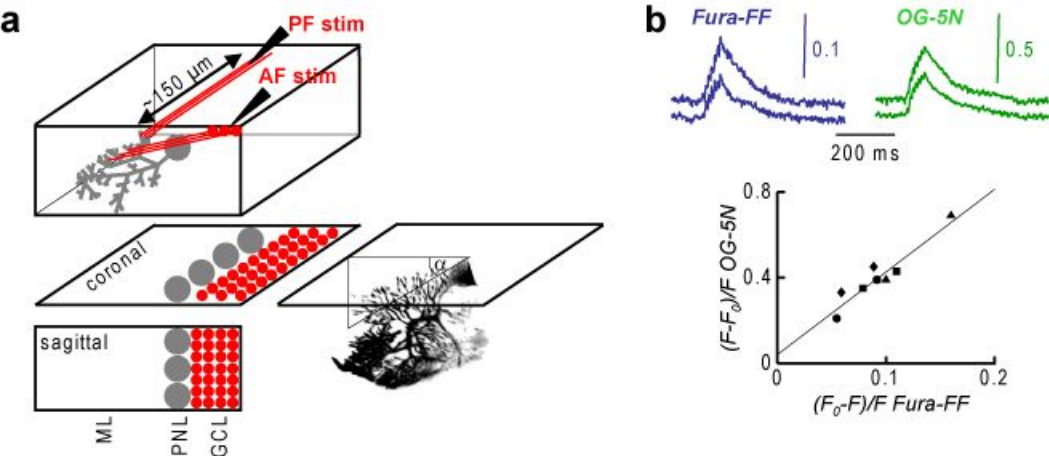 a
PF stim
AF stim
~150 µm
coronal
α
sagittal
ML
PNL
GCL
b
Fura-FF
OG-5N
0.1
0.5
200 ms
0.8
0.4
0
(F-F₀)/F OG-5N
0
0.1
0.2
(F₀-F)/F Fura-FF